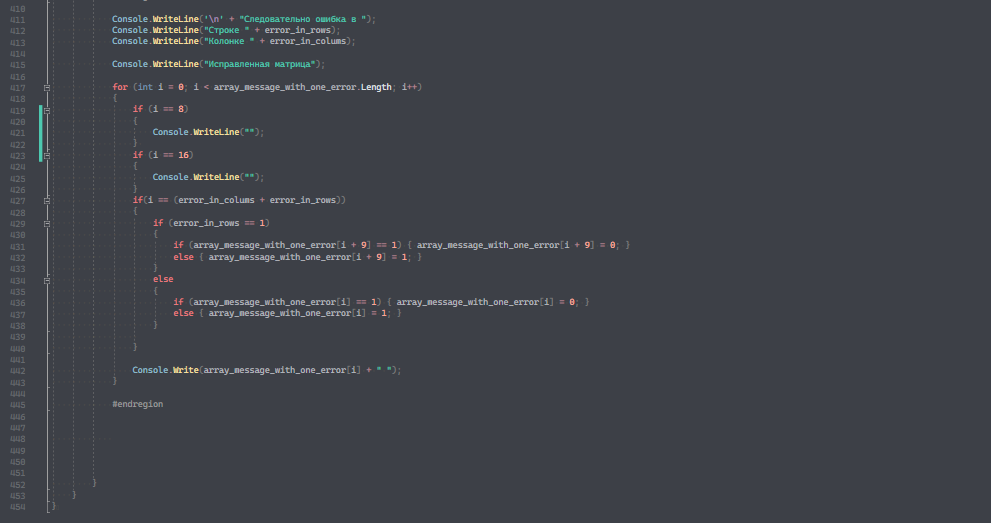 410
411 Console.WriteLine('\n' + "Следовательно ошибка в ");
412 Console.WriteLine("Строке " + error_in_rows);
413 Console.WriteLine("Колонке " + error_in_colums);
414
415 Console.WriteLine("Исправленная матрица");
416
417 for (int i = 0; i < array_message_with_one_error.Length; i++)
418 {
419 if (i == 8)
420 {
421 Console.WriteLine("");
422 }
423 if (i == 16)
424 {
425 Console.WriteLine("");
426 }
427 if(i == (error_in_colums + error_in_rows))
428 {
429 if (error_in_rows == 1)
430 {
431 if (array_message_with_one_error[i + 9] == 1) { array_message_with_one_error[i + 9] = 0; }
432 else { array_message_with_one_error[i + 9] = 1; }
433 }
434 else
435 {
436 if (array_message_with_one_error[i] == 1) { array_message_with_one_error[i] = 0; }
437 else { array_message_with_one_error[i] = 1; }
438 }
439
440 }
441
442 Console.Write(array_message_with_one_error[i] + " ");
443 }
444
445 #endregion
446
447
448
449
450
451
452 }
453 }
454 }